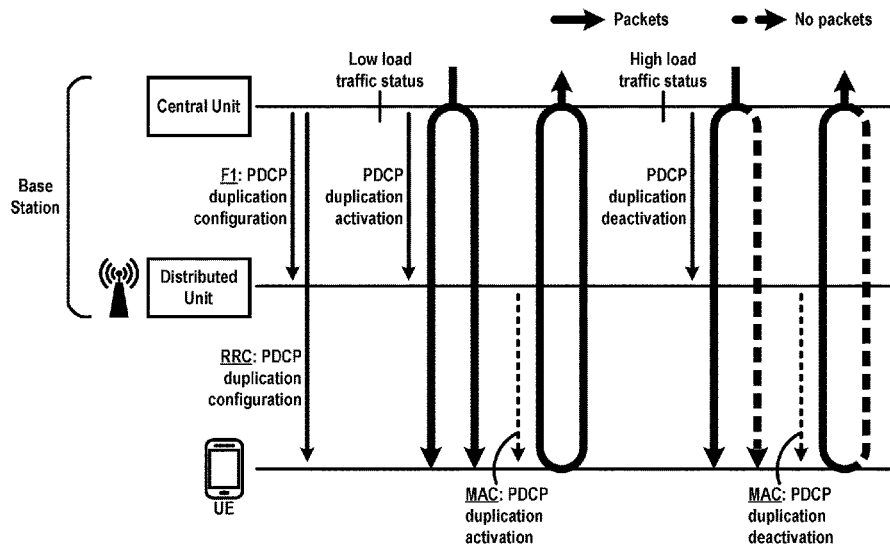 Packets
No packets
Low load
traffic status
High load
traffic status
Central Unit
Base
Station
F1: PDCP
duplication
configuration
PDCP
duplication
activation
PDCP
duplication
deactivation
Distributed
Unit
RRC: PDCP
duplication
configuration
UE
MAC: PDCP
duplication
activation
MAC: PDCP
duplication
deactivation